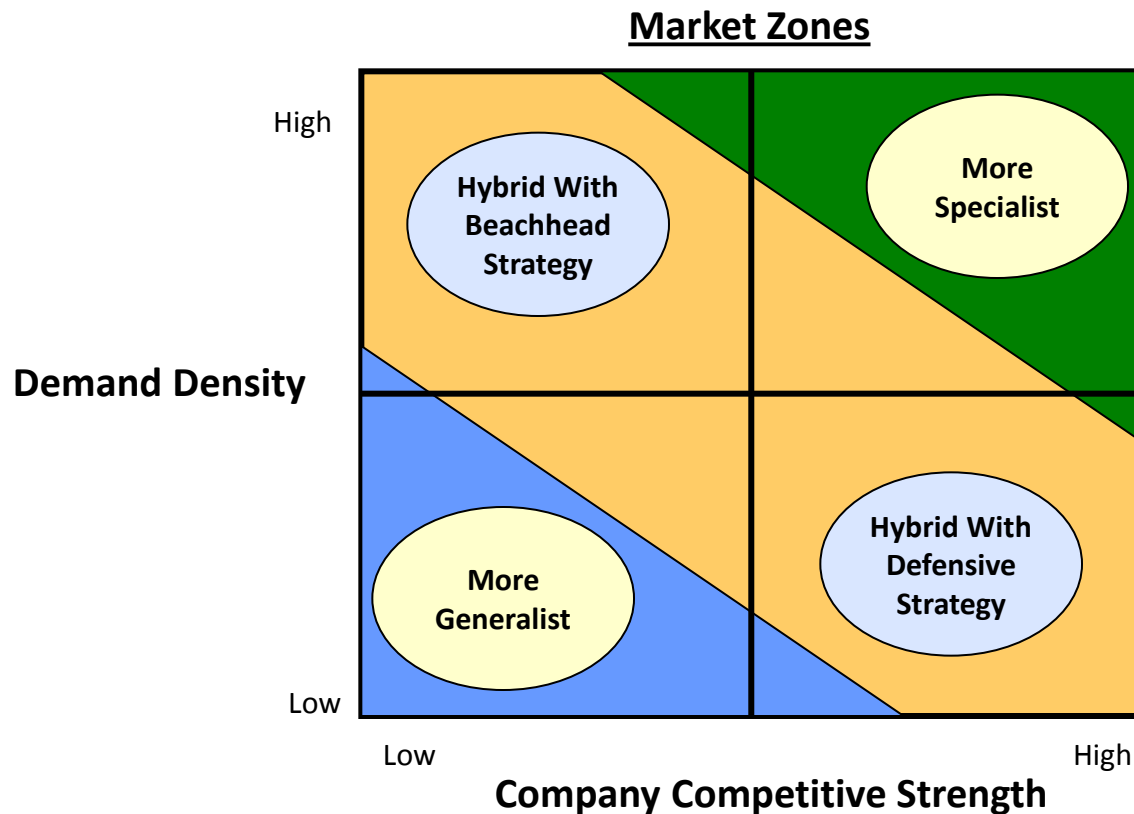 Market Zones
High
Hybrid With
Beachhead
Strategy
More
Specialist
Demand Density
More
Generalist
Hybrid With
Defensive
Strategy
Low
Low
High
Company Competitive Strength